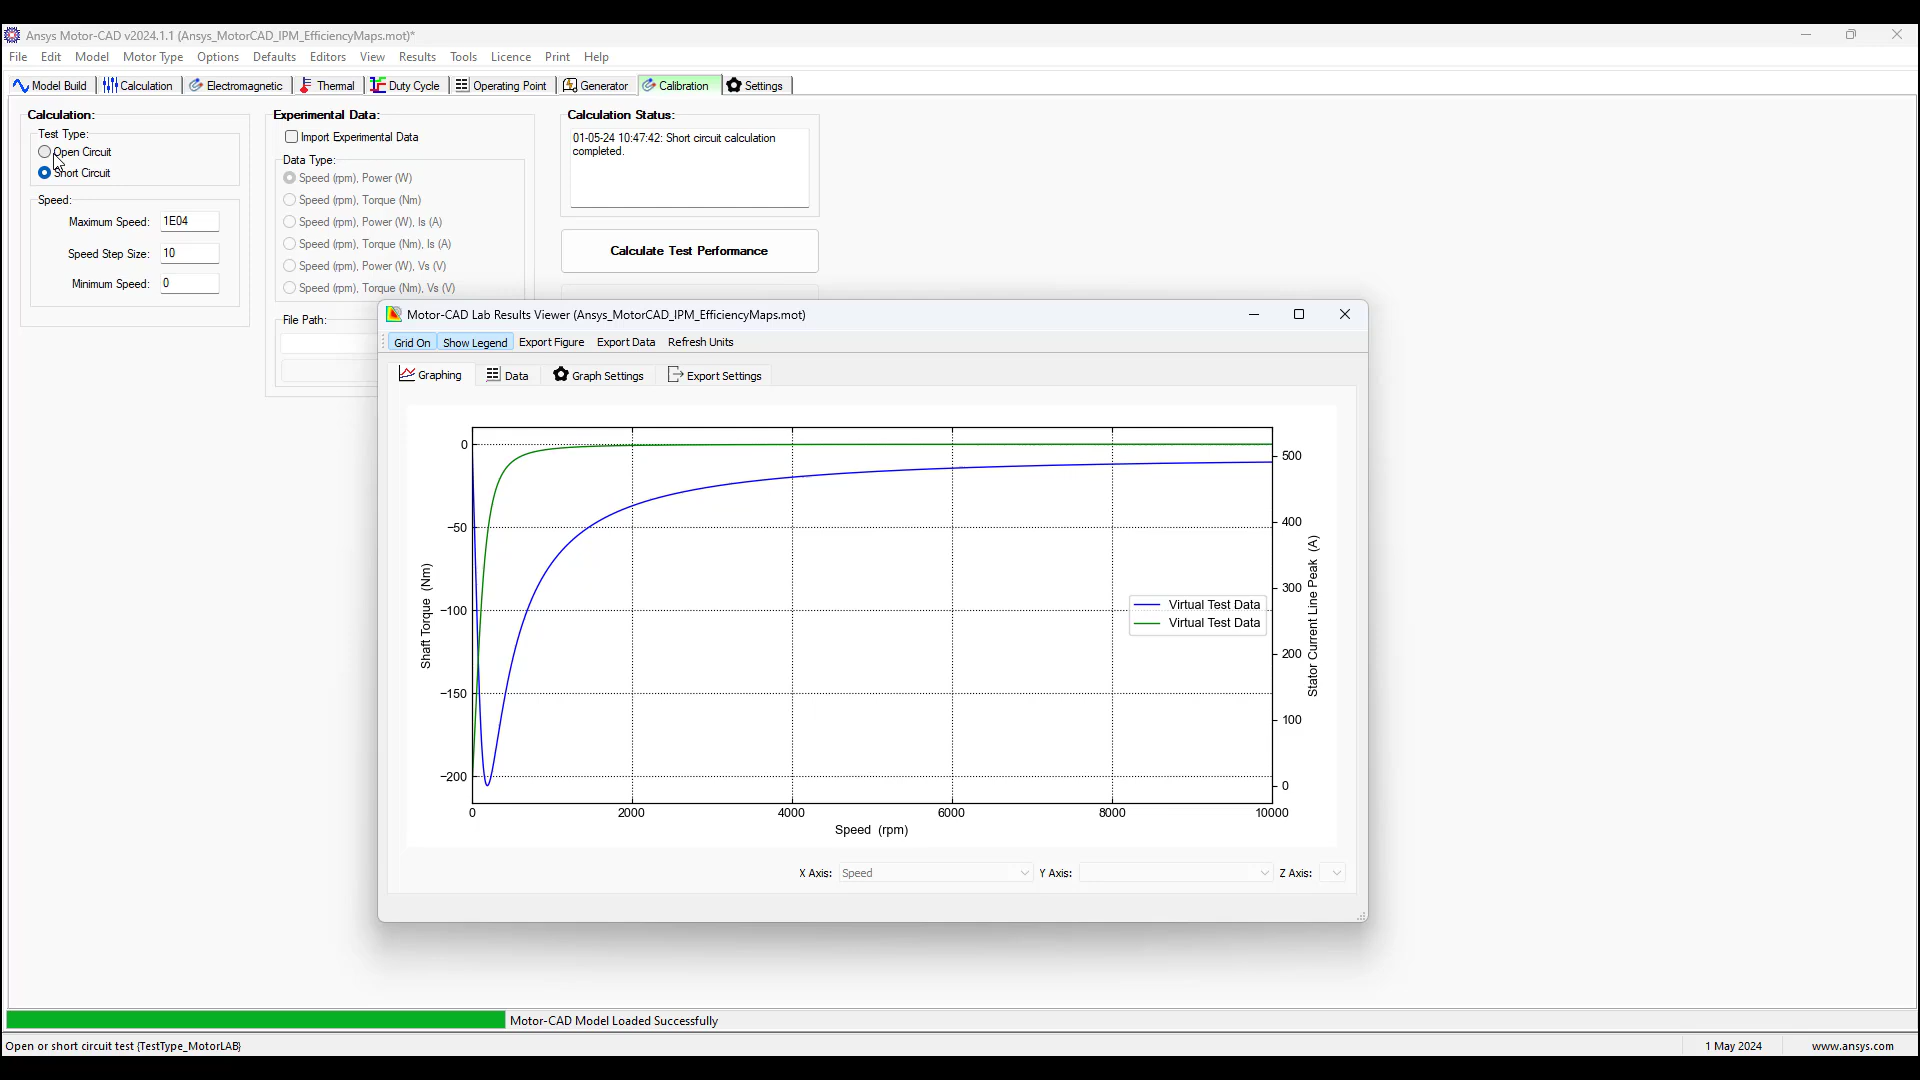 Ansys Motor-CAD v2024.1.1 (Ansys_MotorCAD_IPM_EfficiencyMaps.mot)*
File Edit Model Motor Type Options Defaults Editors View Results Tools Licence Print Help
Model Build Calculation Electromagnetic Thermal Duty Cycle Operating Point Generator Calibration Settings
Calculation:
Test Type:
Open Circuit
Short Circuit
Speed:
Maximum Speed: 1E04
Speed Step Size: 10
Minimum Speed: 0
Experimental Data:
Import Experimental Data
Data Type:
Speed (rpm), Power (W)
Speed (rpm), Torque (Nm)
Speed (rpm), Power (W), Is (A)
Speed (rpm), Torque (Nm), Is (A)
Speed (rpm), Power (W), Vs (V)
Speed (rpm), Torque (Nm), Vs (V)
File Path:
Calculation Status:
01-05-24 10:47:42: Short circuit calculation
completed.
Calculate Test Performance
Motor-CAD Lab Results Viewer (Ansys_MotorCAD_IPM_EfficiencyMaps.mot)
Grid On Show Legend Export Figure Export Data Refresh Units
Graphing Data Graph Settings Export Settings
Shaft Torque (Nm)
0
−50
−100
−150
−200
500
400
300
200
100
0
Stator Current Line Peak (A)
Virtual Test Data
Virtual Test Data
0 2000 4000 6000 8000 10000
Speed (rpm)
X Axis: Speed Y Axis: Z Axis:
Motor-CAD Model Loaded Successfully
Open or short circuit test {TestType_MotorLAB} 1 May 2024 www.ansys.com